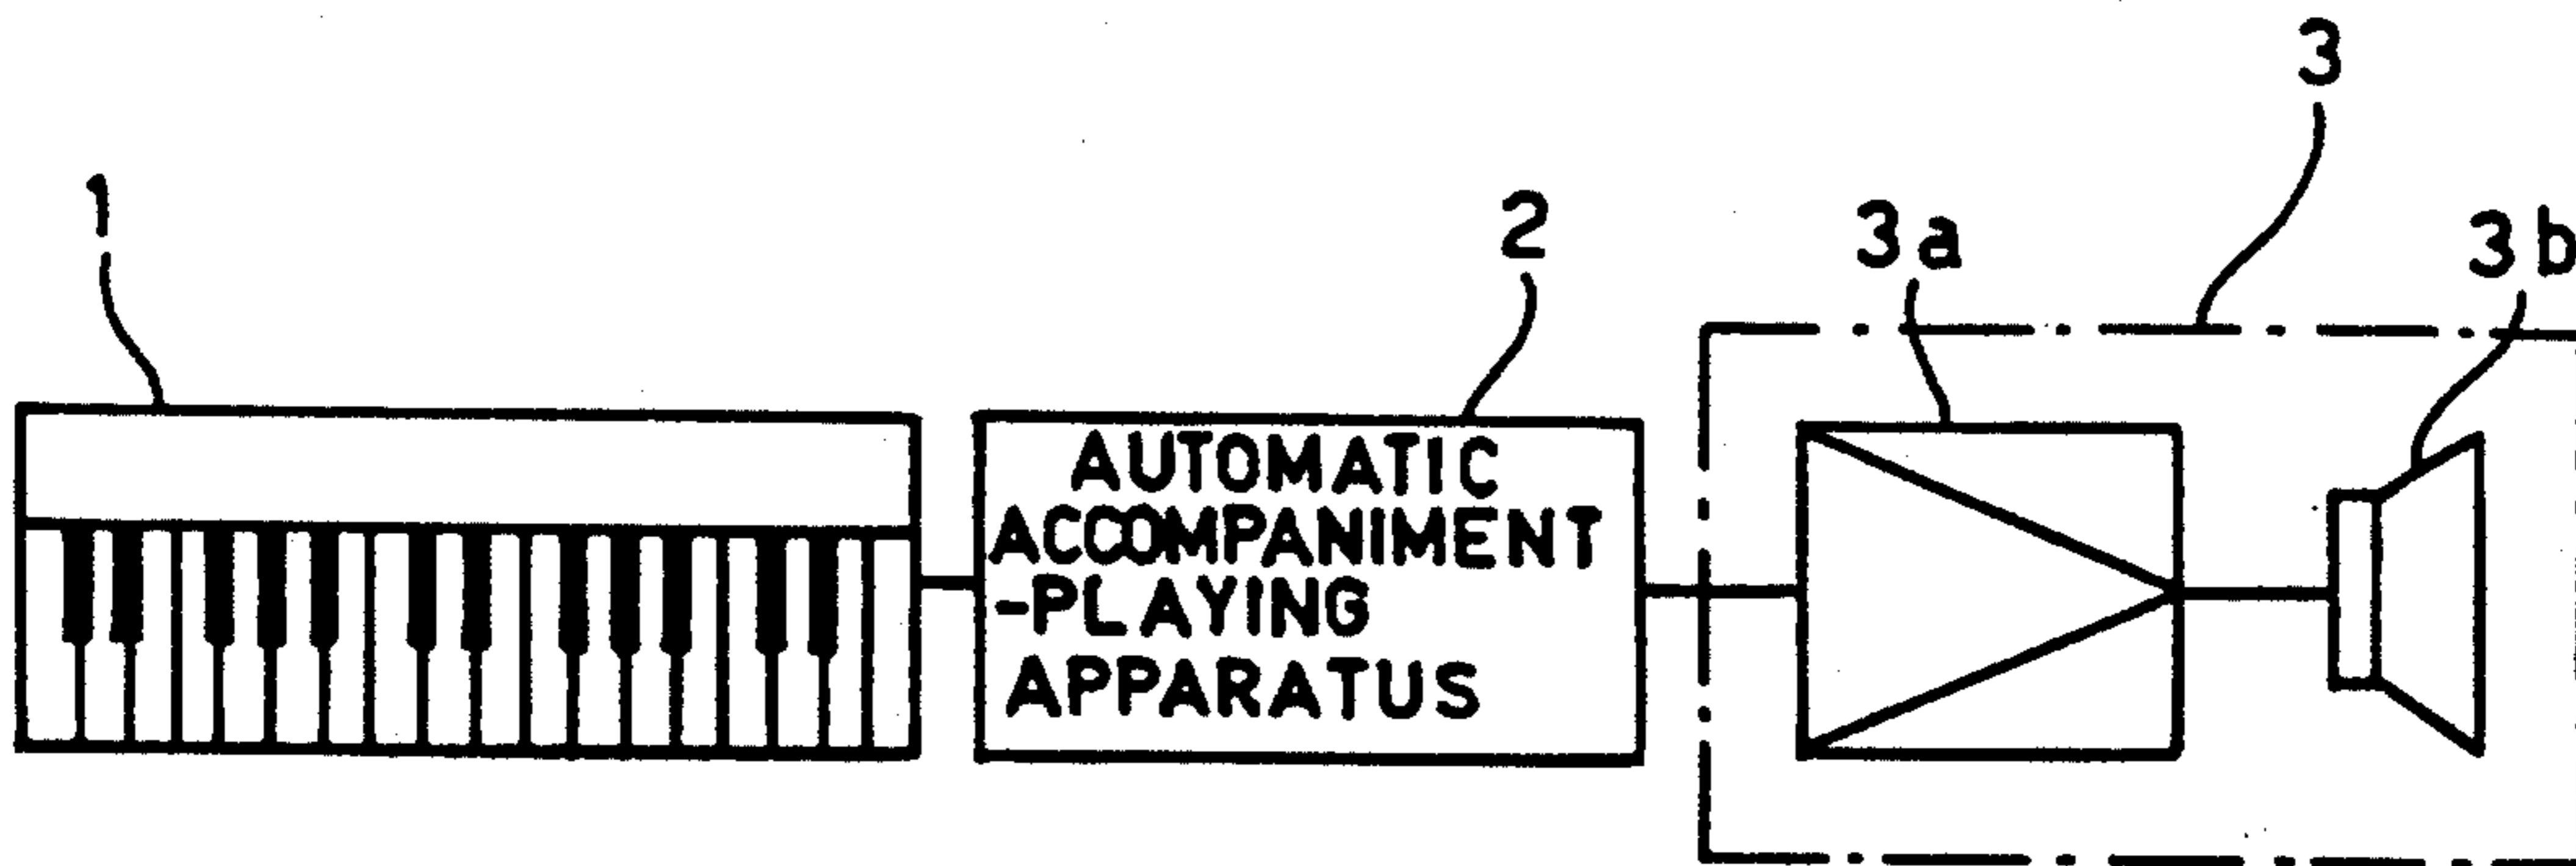 3
1
2
3a
3b
AUTOMATIC
ACCOMPANIMENT
-PLAYING
APPARATUS